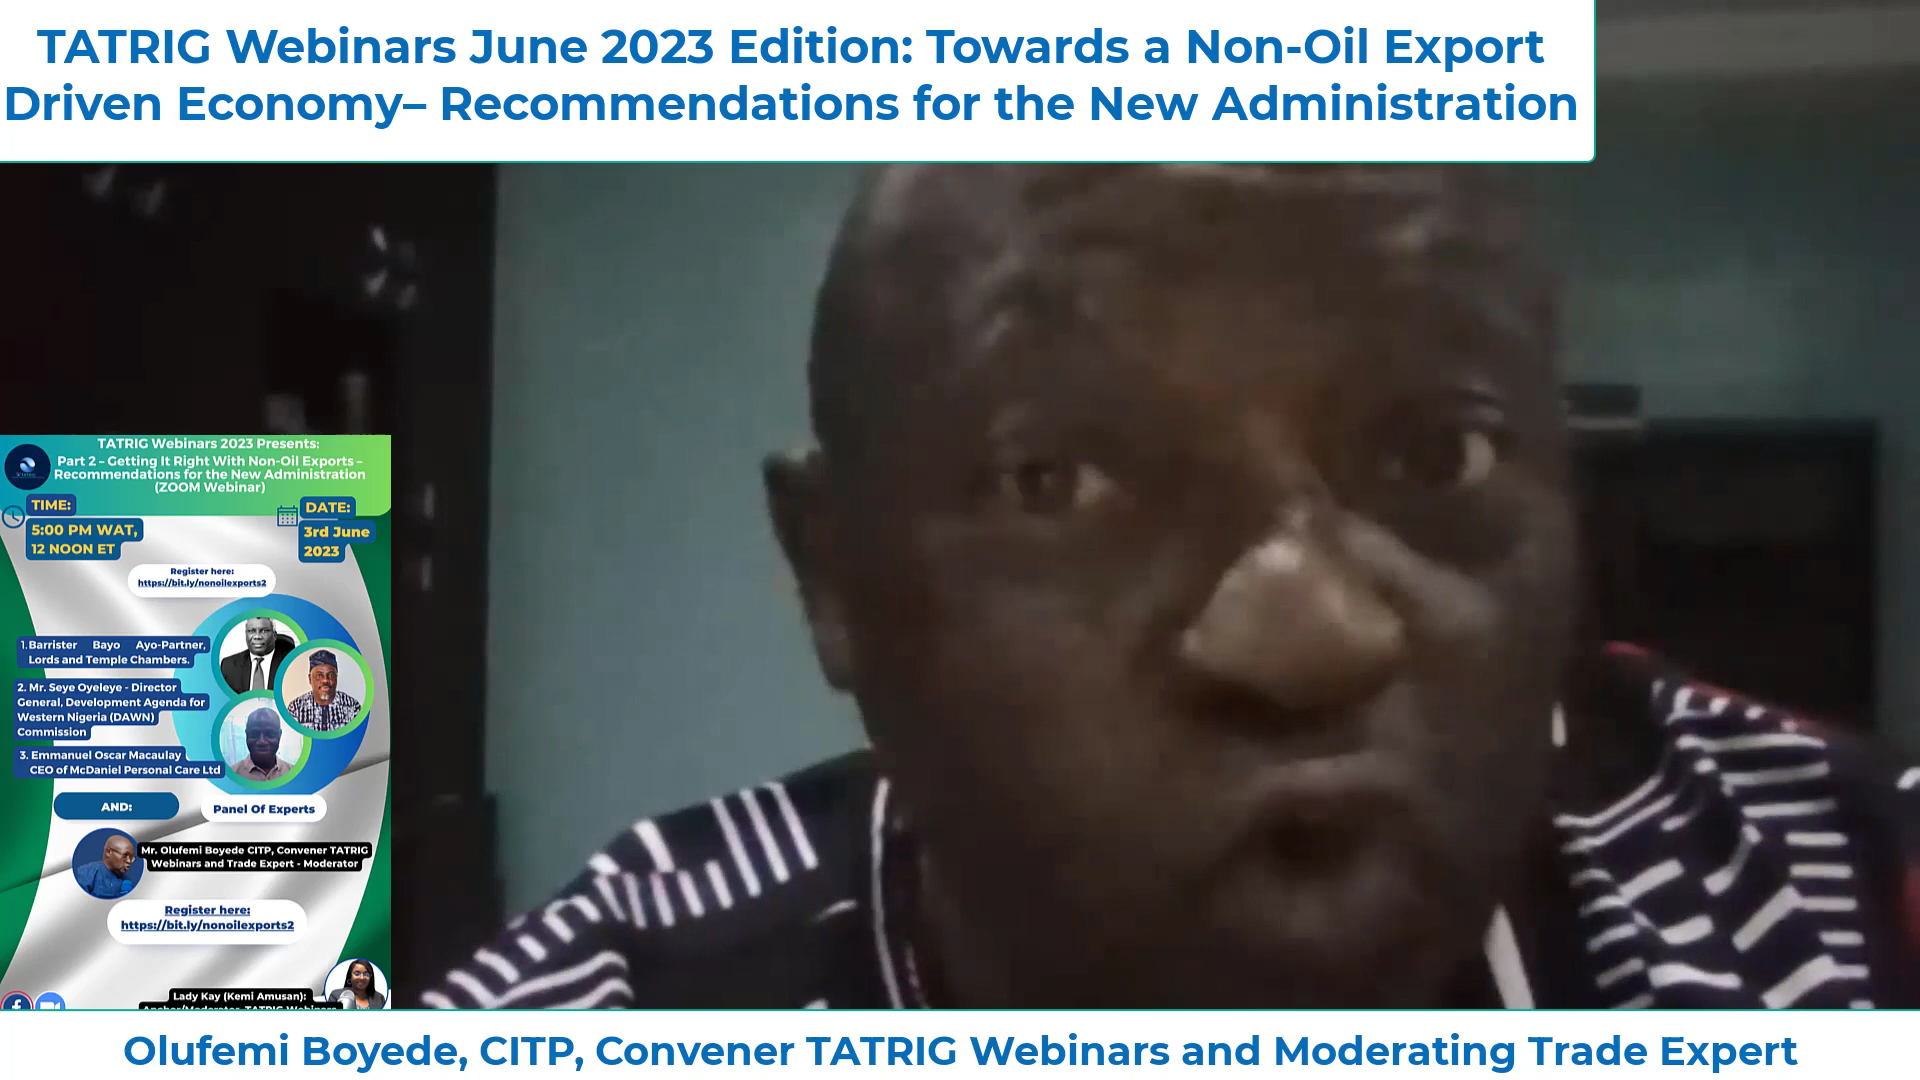 TATRIG Webinars June 2023 Edition: Towards a Non-Oil Export
Driven Economy– Recommendations for the New Administration
TATRIG Webinars 2023 Presents:
Part 2 – Getting It Right With Non-Oil Exports –
Recommendations for the New Administration
(ZOOM Webinar)
TIME:
5:00 PM WAT,
12 NOON ET
DATE:
3rd June
2023
Register here:
https://bit.ly/nonoilexports2
1. Barrister Bayo Ayo-Partner,
Lords and Temple Chambers.
2. Mr. Seye Oyeleye - Director
General, Development Agenda for
Western Nigeria (DAWN)
Commission
3. Emmanuel Oscar Macaulay
CEO of McDaniel Personal Care Ltd
AND:
Panel Of Experts
Mr. Olufemi Boyede CITP, Convener TATRIG
Webinars and Trade Expert - Moderator
Register here:
https://bit.ly/nonoilexports2
Lady Kay (Kemi Amusan):
Olufemi Boyede, CITP, Convener TATRIG Webinars and Moderating Trade Expert